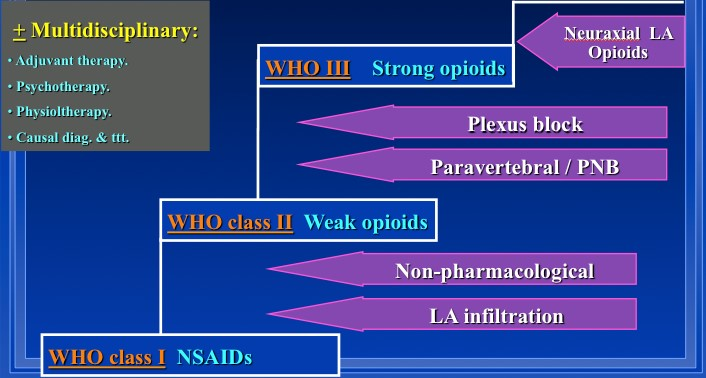 ± Multidisciplinary:
• Adjuvant therapy.
• Psychotherapy.
• Physioltherapy.
• Causal diag. & ttt.
Neuraxial LA
Opioids
WHO III Strong opioids
Plexus block
Paravertebral / PNB
WHO class II Weak opioids
Non-pharmacological
LA infiltration
WHO class I NSAIDs